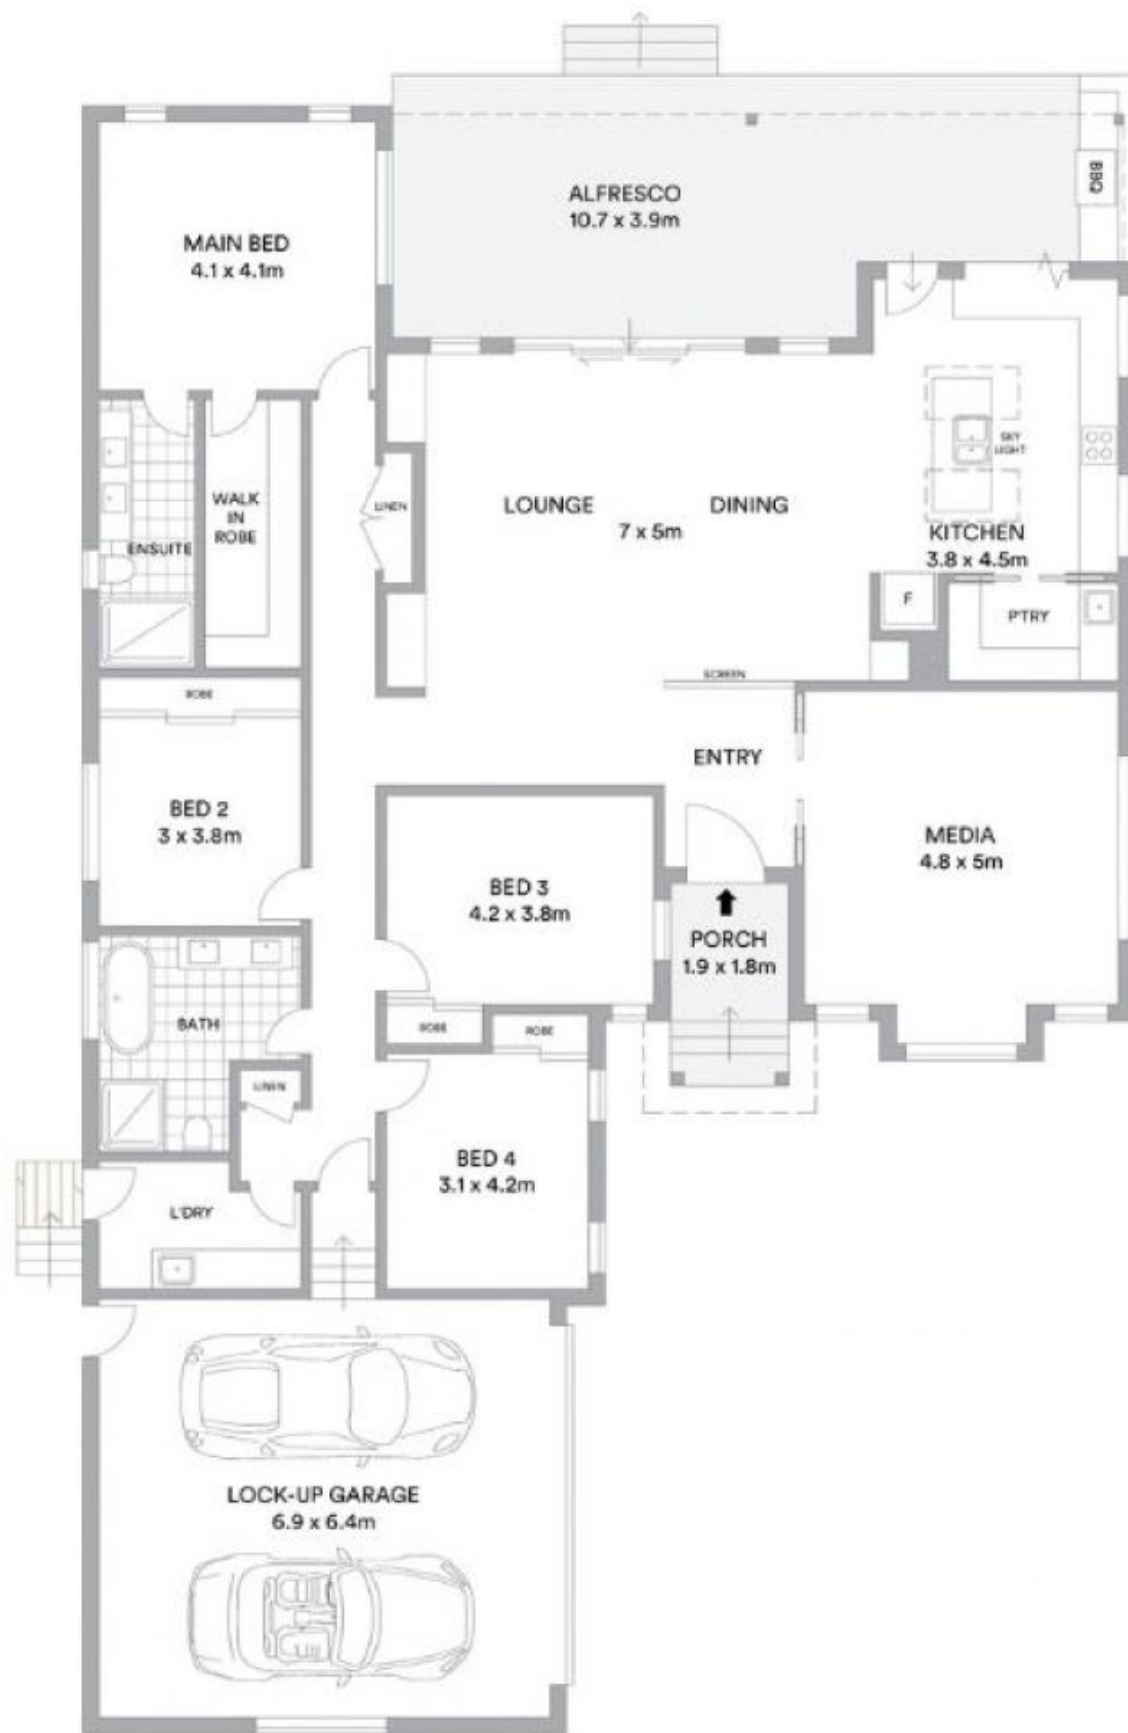 ALFRESCO
10.7 x 3.9m
BBQ
MAIN BED
4.1 x 4.1m
SKY
LIGHT
WALK
IN
ROBE
LINEN
LOUNGE
DINING
7 x 5m
KITCHEN
3.8 x 4.5m
ENSUITE
F
P'TRY
SCREEN
ROBE
ENTRY
BED 2
3 x 3.8m
MEDIA
4.8 x 5m
BED 3
4.2 x 3.8m
PORCH
1.9 x 1.8m
BATH
ROBE
ROBE
LINEN
BED 4
3.1 x 4.2m
L'DRY
LOCK-UP GARAGE
6.9 x 6.4m